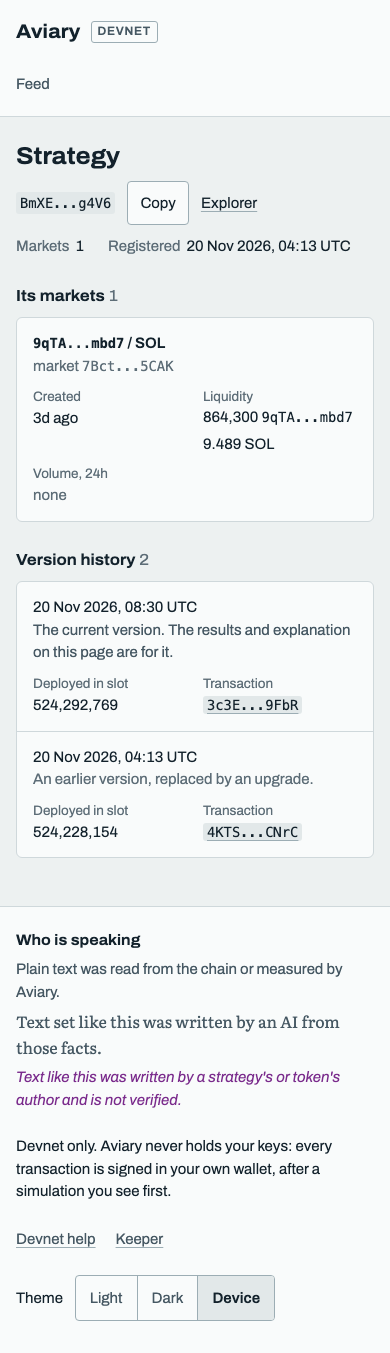 Aviary DEVNET
Feed
Strategy
BmXE...g4V6 Copy Explorer
Markets 1 Registered 20 Nov 2026, 04:13 UTC
Its markets 1
9qTA...mbd7 / SOL
market 7Bct...5CAK
Created Liquidity
3d ago 864,300 9qTA...mbd7
9.489 SOL
Volume, 24h
none
Version history 2
20 Nov 2026, 08:30 UTC
The current version. The results and explanation
on this page are for it.
Deployed in slot Transaction
524,292,769 3c3E...9FbR
20 Nov 2026, 04:13 UTC
An earlier version, replaced by an upgrade.
Deployed in slot Transaction
524,228,154 4KTS...CNrC
Who is speaking
Plain text was read from the chain or measured by
Aviary.
Text set like this was written by an AI from
those facts.
Text like this was written by a strategy's or token's
author and is not verified.
Devnet only. Aviary never holds your keys: every
transaction is signed in your own wallet, after a
simulation you see first.
Devnet help Keeper
Theme Light Dark Device